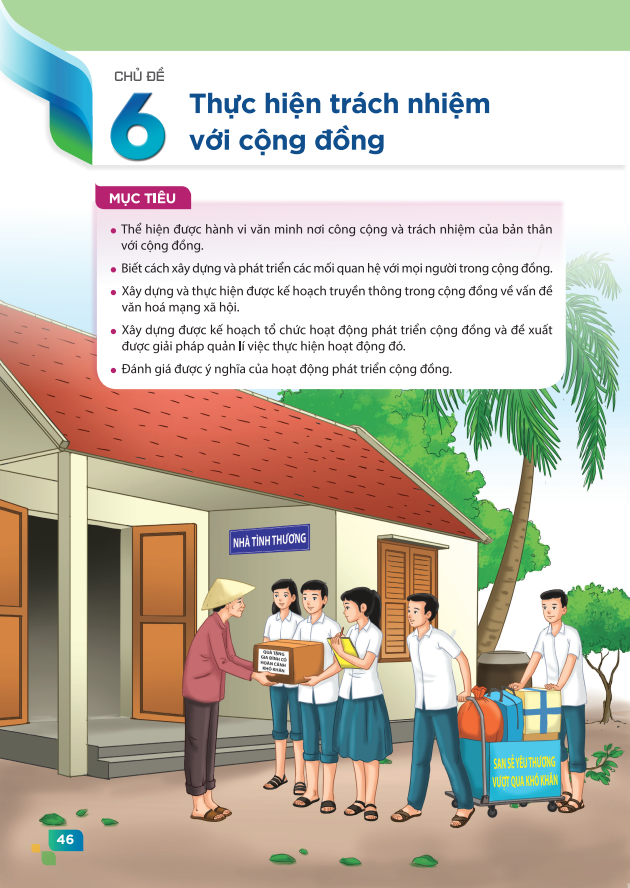 CHỦ ĐỀ
6
Thực hiện trách nhiệm
với cộng đồng
MỤC TIÊU
• Thể hiện được hành vi văn minh nơi công cộng và trách nhiệm của bản thân
với cộng đồng.
• Biết cách xây dựng và phát triển các mối quan hệ với mọi người trong cộng đồng.
• Xây dựng và thực hiện được kế hoạch truyền thông trong cộng đồng về vấn đề
văn hoá mạng xã hội.
• Xây dựng được kế hoạch tổ chức hoạt động phát triển cộng đồng và đề xuất
được giải pháp quản lí việc thực hiện hoạt động đó.
• Đánh giá được ý nghĩa của hoạt động phát triển cộng đồng.
NHÀ TÌNH THƯƠNG
QUÀ TẶNG
GIA ĐÌNH CÓ
HOÀN CẢNH
KHÓ KHĂN
SAN SẺ YÊU THƯƠNG
VƯỢT QUA KHÓ KHĂN
46